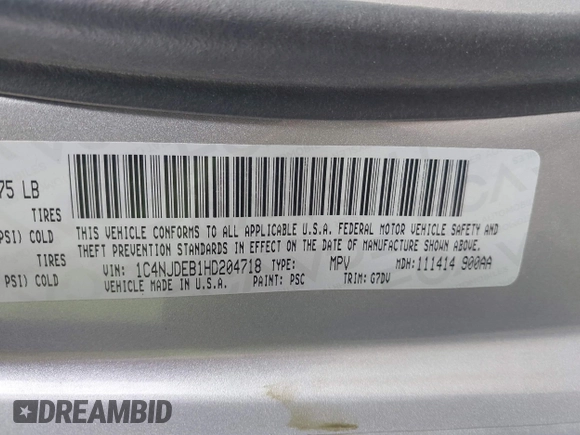 75 LB
TIRES
PSI) COLD
TIRES
PSI) COLD
THIS VEHICLE CONFORMS TO ALL APPLICABLE U.S.A. FEDERAL MOTOR VEHICLE SAFETY AND
THEFT PREVENTION STANDARDS IN EFFECT ON THE DATE OF MANUFACTURE SHOWN ABOVE.
VIN: 1C4NJDEB1HD204718 TYPE: MPV MDH: 111414 900AA
VEHICLE MADE IN U.S.A. PAINT: PSC TRIM: G7DV
DREAMBID